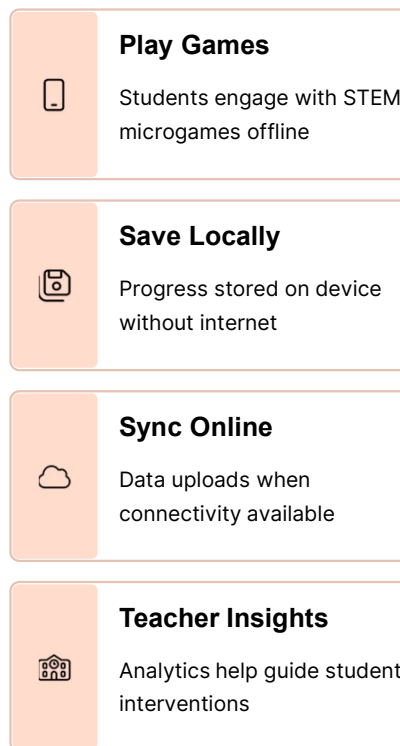 Play Games
Students engage with STEM
microgames offline
Save Locally
Progress stored on device
without internet
Sync Online
Data uploads when
connectivity available
Teacher Insights
Analytics help guide student
interventions